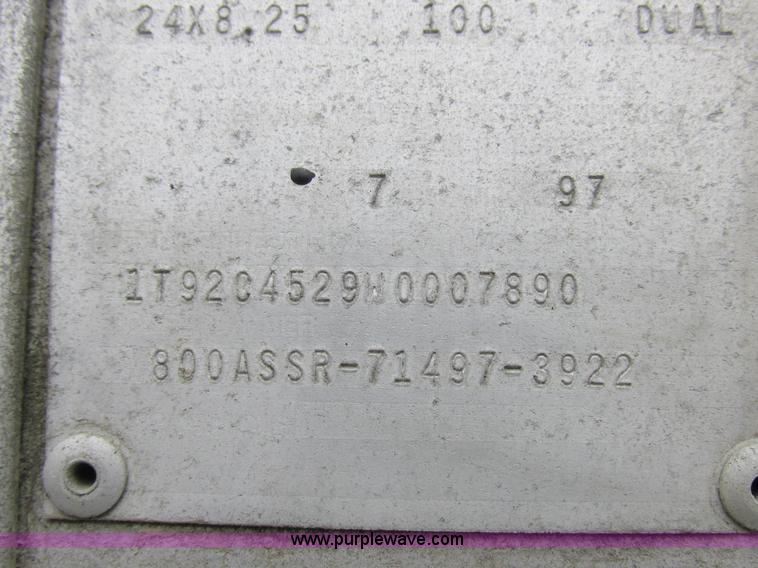 24X8.25 100 DUAL
7 97
1T92C4529W0007890
800ASSR-71497-3922
www.purplewave.com